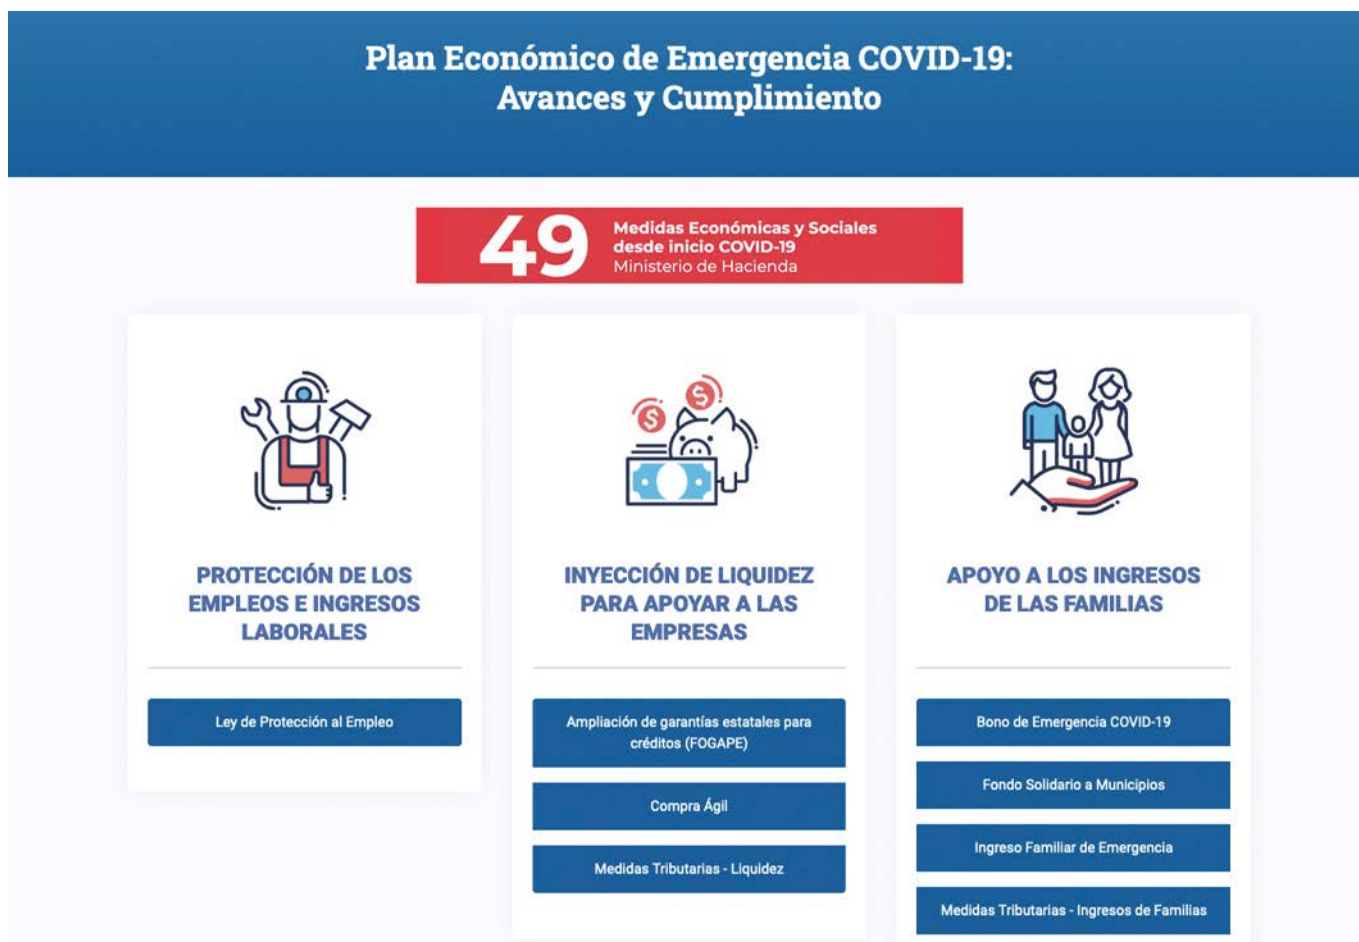 Plan Económico de Emergencia COVID-19:
Avances y Cumplimiento
49
Medidas Económicas y Sociales
desde inicio COVID-19
Ministerio de Hacienda
PROTECCIÓN DE LOS
EMPLEOS E INGRESOS
LABORALES
Ley de Protección al Empleo
INYECCIÓN DE LIQUIDEZ
PARA APOYAR A LAS
EMPRESAS
Ampliación de garantías estatales para
créditos (FOGAPE)
Compra Ágil
Medidas Tributarias - Liquidez
APOYO A LOS INGRESOS
DE LAS FAMILIAS
Bono de Emergencia COVID-19
Fondo Solidario a Municipios
Ingreso Familiar de Emergencia
Medidas Tributarias - Ingresos de Familias